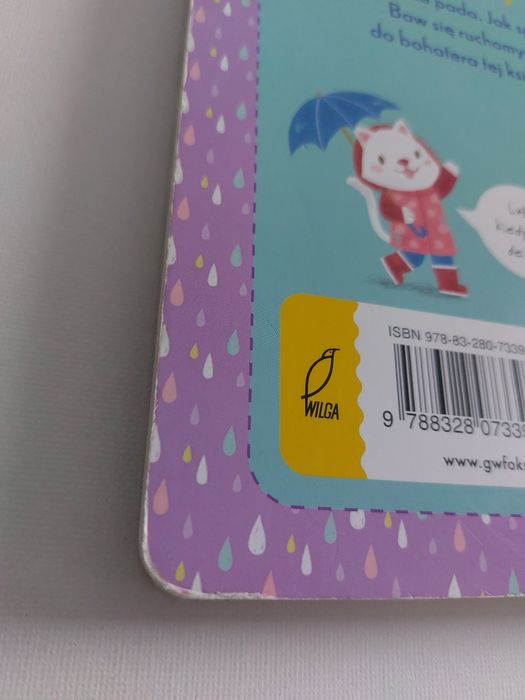 pada. Jak
Baw się ruchomy
do bohatera tej
kiedy
ISBN 978-83-280-7339
WILGA
9 788328 07339
www.gwfoks